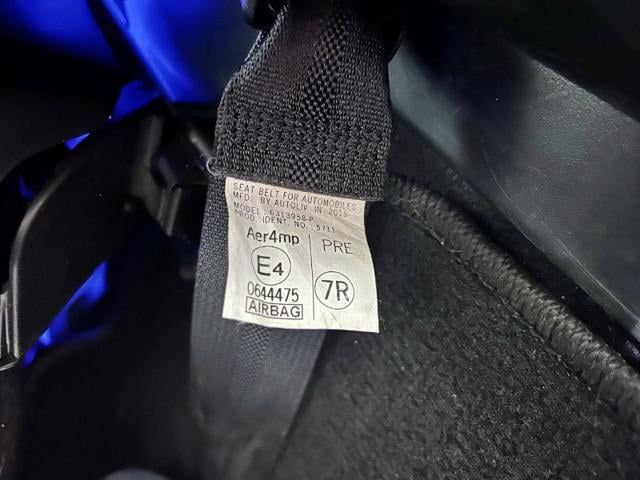 SEAT BELT FOR AUTOMOBILES
MFD. BY AUTOLIV IN 2015
MODEL : 6313958-P
PROD. IDENT. NO. : 5711
Aer4mp
PRE
E4
7R
0644475
AIRBAG